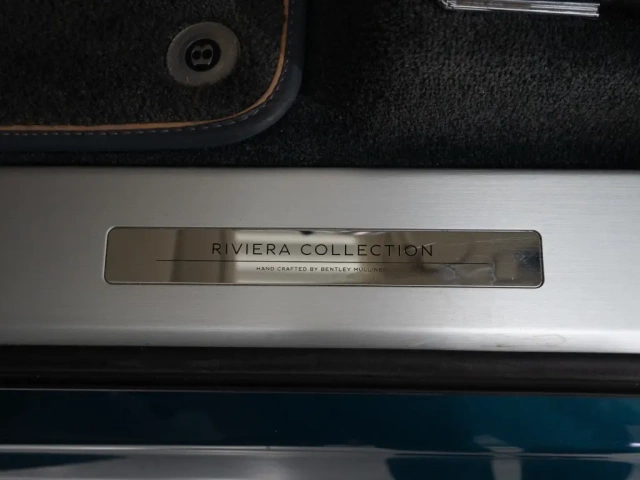 B
RIVIERA COLLECTION
HAND CRAFTED BY BENTLEY MULLINER